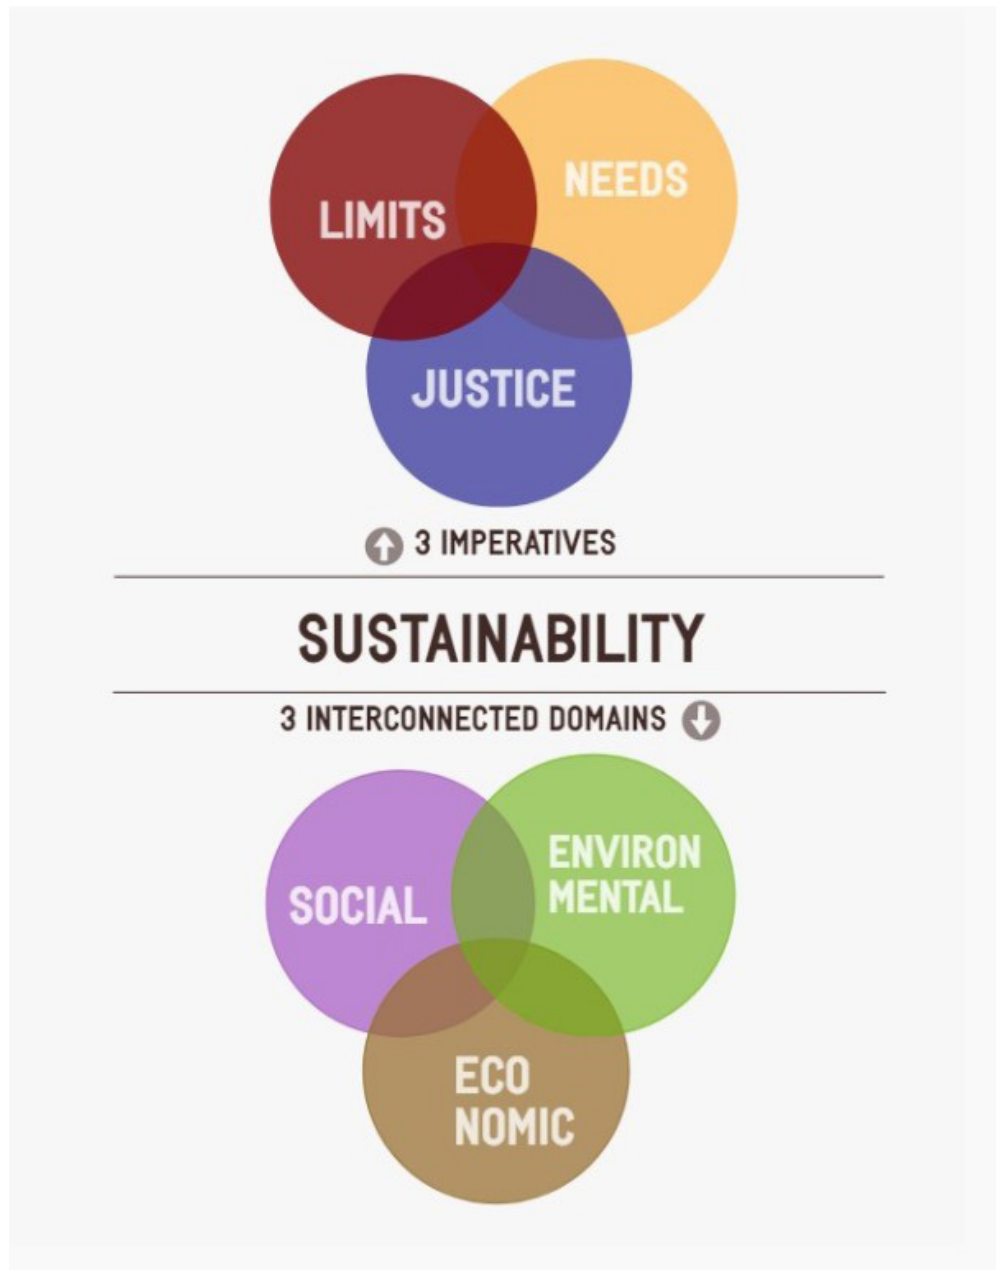 LIMITS
NEEDS
JUSTICE
3 IMPERATIVES
SUSTAINABILITY
3 INTERCONNECTED DOMAINS
SOCIAL
ENVIRON
MENTAL
ECO
NOMIC